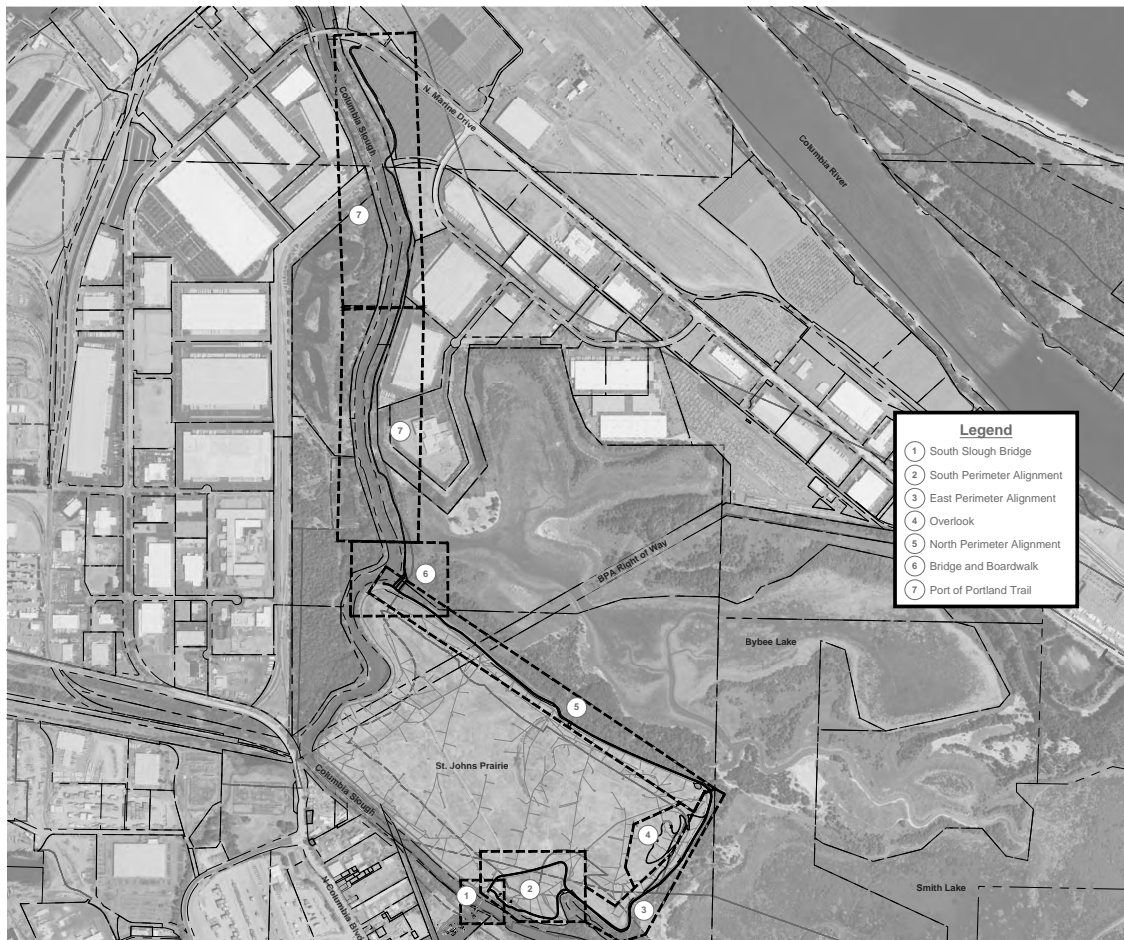 N. Marine Drive
Columbia Slough
Columbia River
7
7
Legend
1 South Slough Bridge
2 South Perimeter Alignment
3 East Perimeter Alignment
4 Overlook
5 North Perimeter Alignment
6 Bridge and Boardwalk
7 Port of Portland Trail
BPA Right of Way
6
Bybee Lake
5
St. Johns Prairie
Columbia Slough
4
Smith Lake
2
1
3
N Columbia Blvd